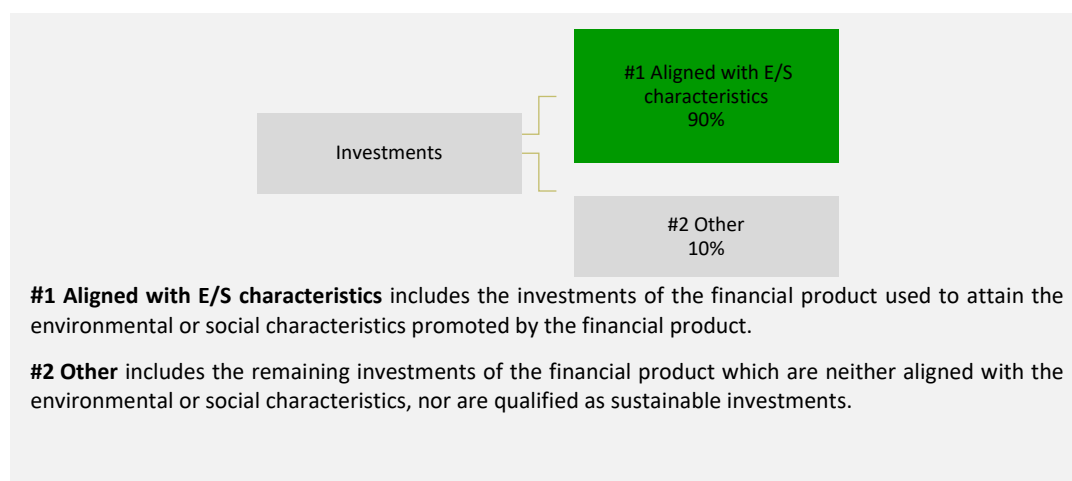 #1 Aligned with E/S
characteristics
90%
Investments
#2 Other
10%
#1 Aligned with E/S characteristics includes the investments of the financial product used to attain the
environmental or social characteristics promoted by the financial product.
#2 Other includes the remaining investments of the financial product which are neither aligned with the
environmental or social characteristics, nor are qualified as sustainable investments.